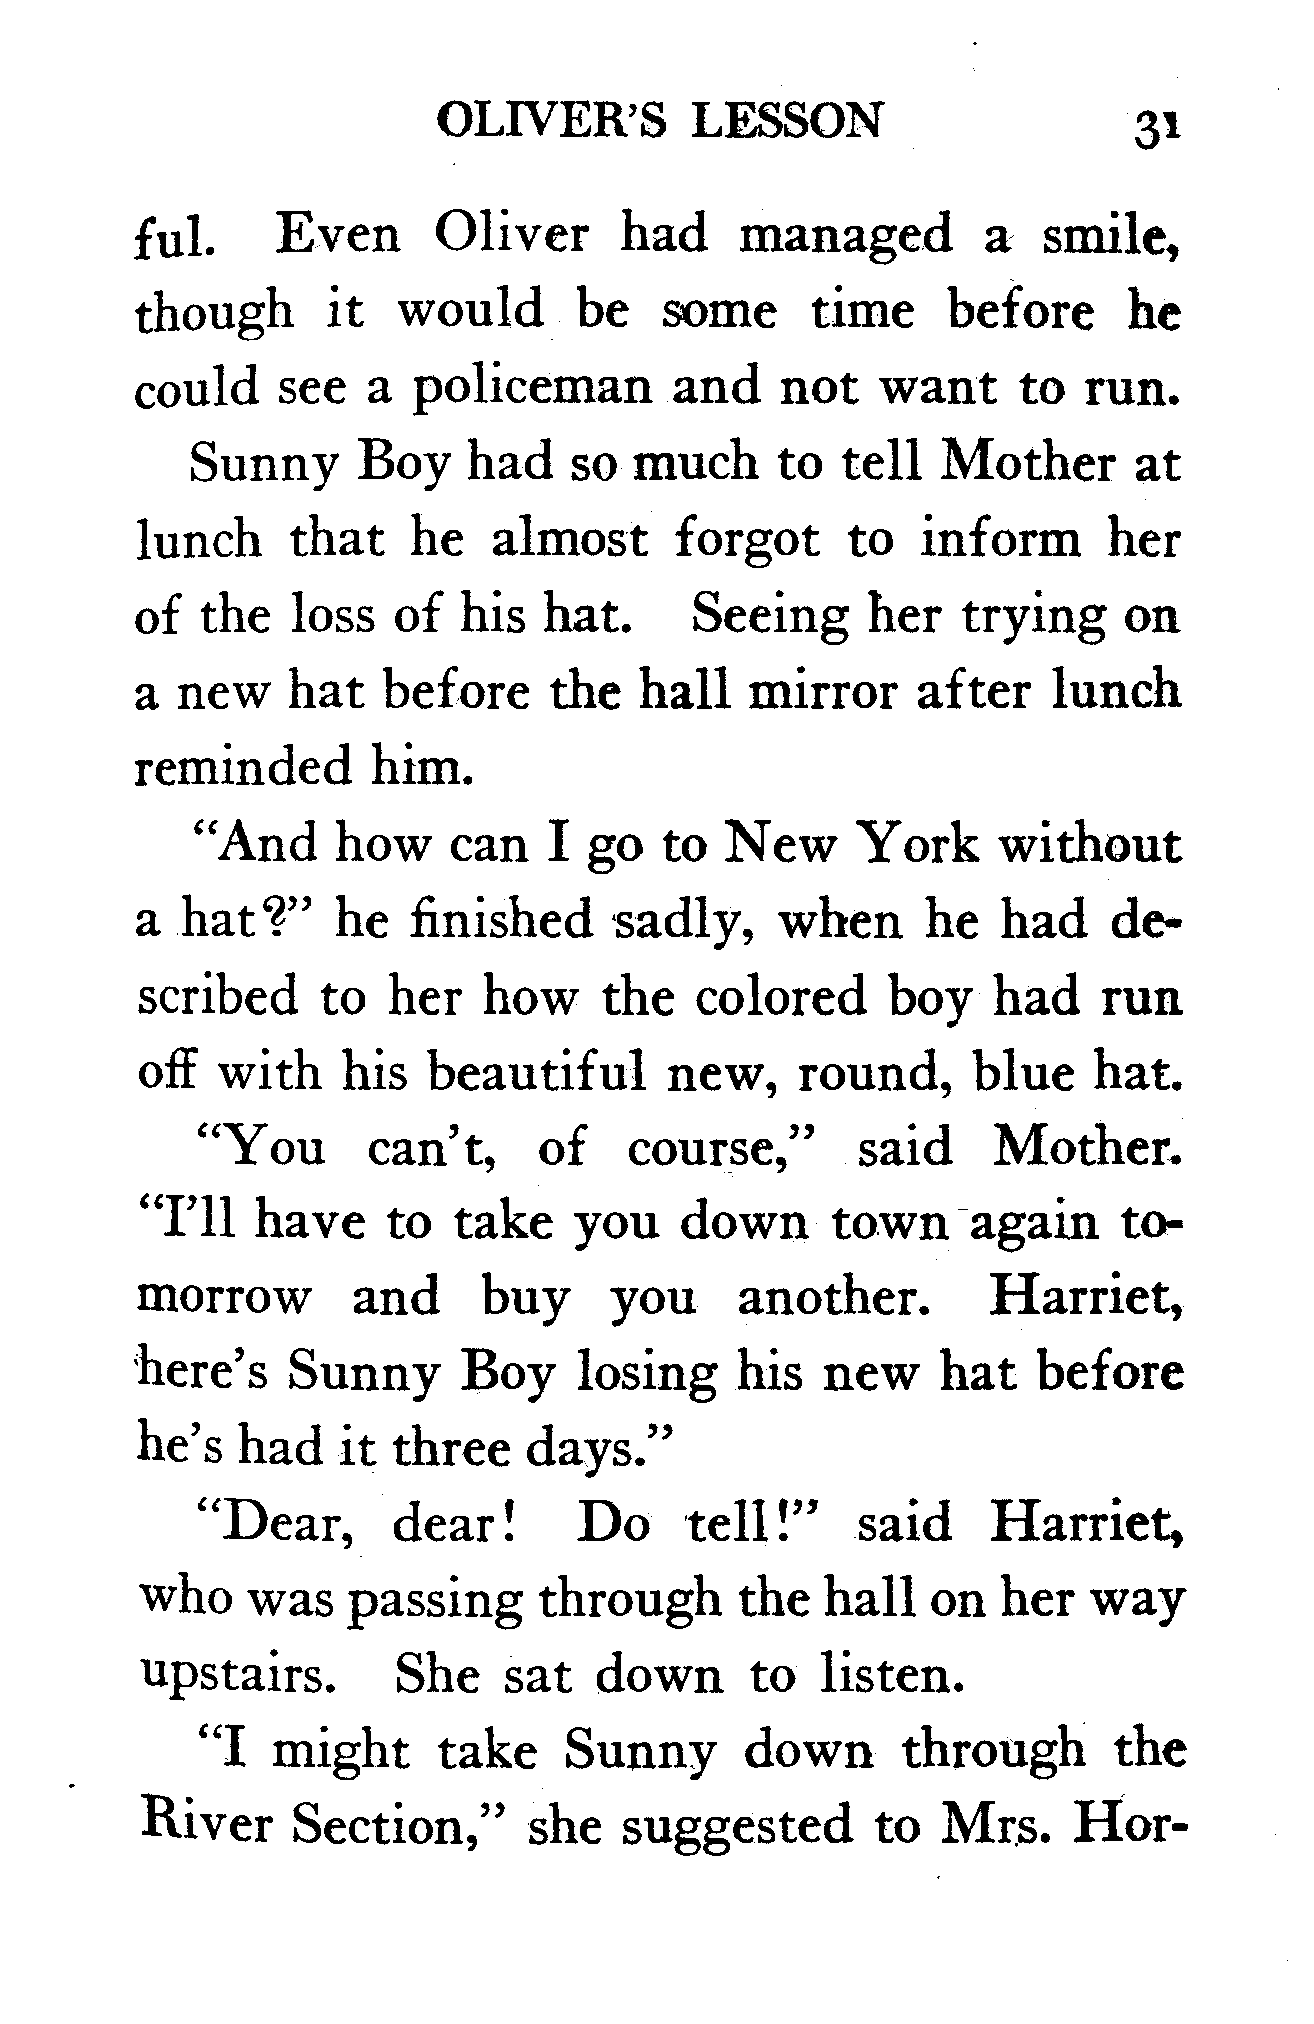 OLIVER'S LESSON 31
ful. Even Oliver had managed a smile,
though it would be some time before he
could see a policeman and not want to run.
Sunny Boy had so much to tell Mother at
lunch that he almost forgot to inform her
of the loss of his hat. Seeing her trying on
a new hat before the hall mirror after lunch
reminded him.
“And how can I go to New York without
a hat?” he finished sadly, when he had de-
scribed to her how the colored boy had run
off with his beautiful new, round, blue hat.
“You can’t, of course,” said Mother.
“I’ll have to take you down town again to-
morrow and buy you another. Harriet,
here’s Sunny Boy losing his new hat before
he’s had it three days.”
“Dear, dear! Do tell!” said Harriet,
who was passing through the hall on her way
upstairs. She sat down to listen.
“I might take Sunny down through the
River Section,” she suggested to Mrs. Hor-